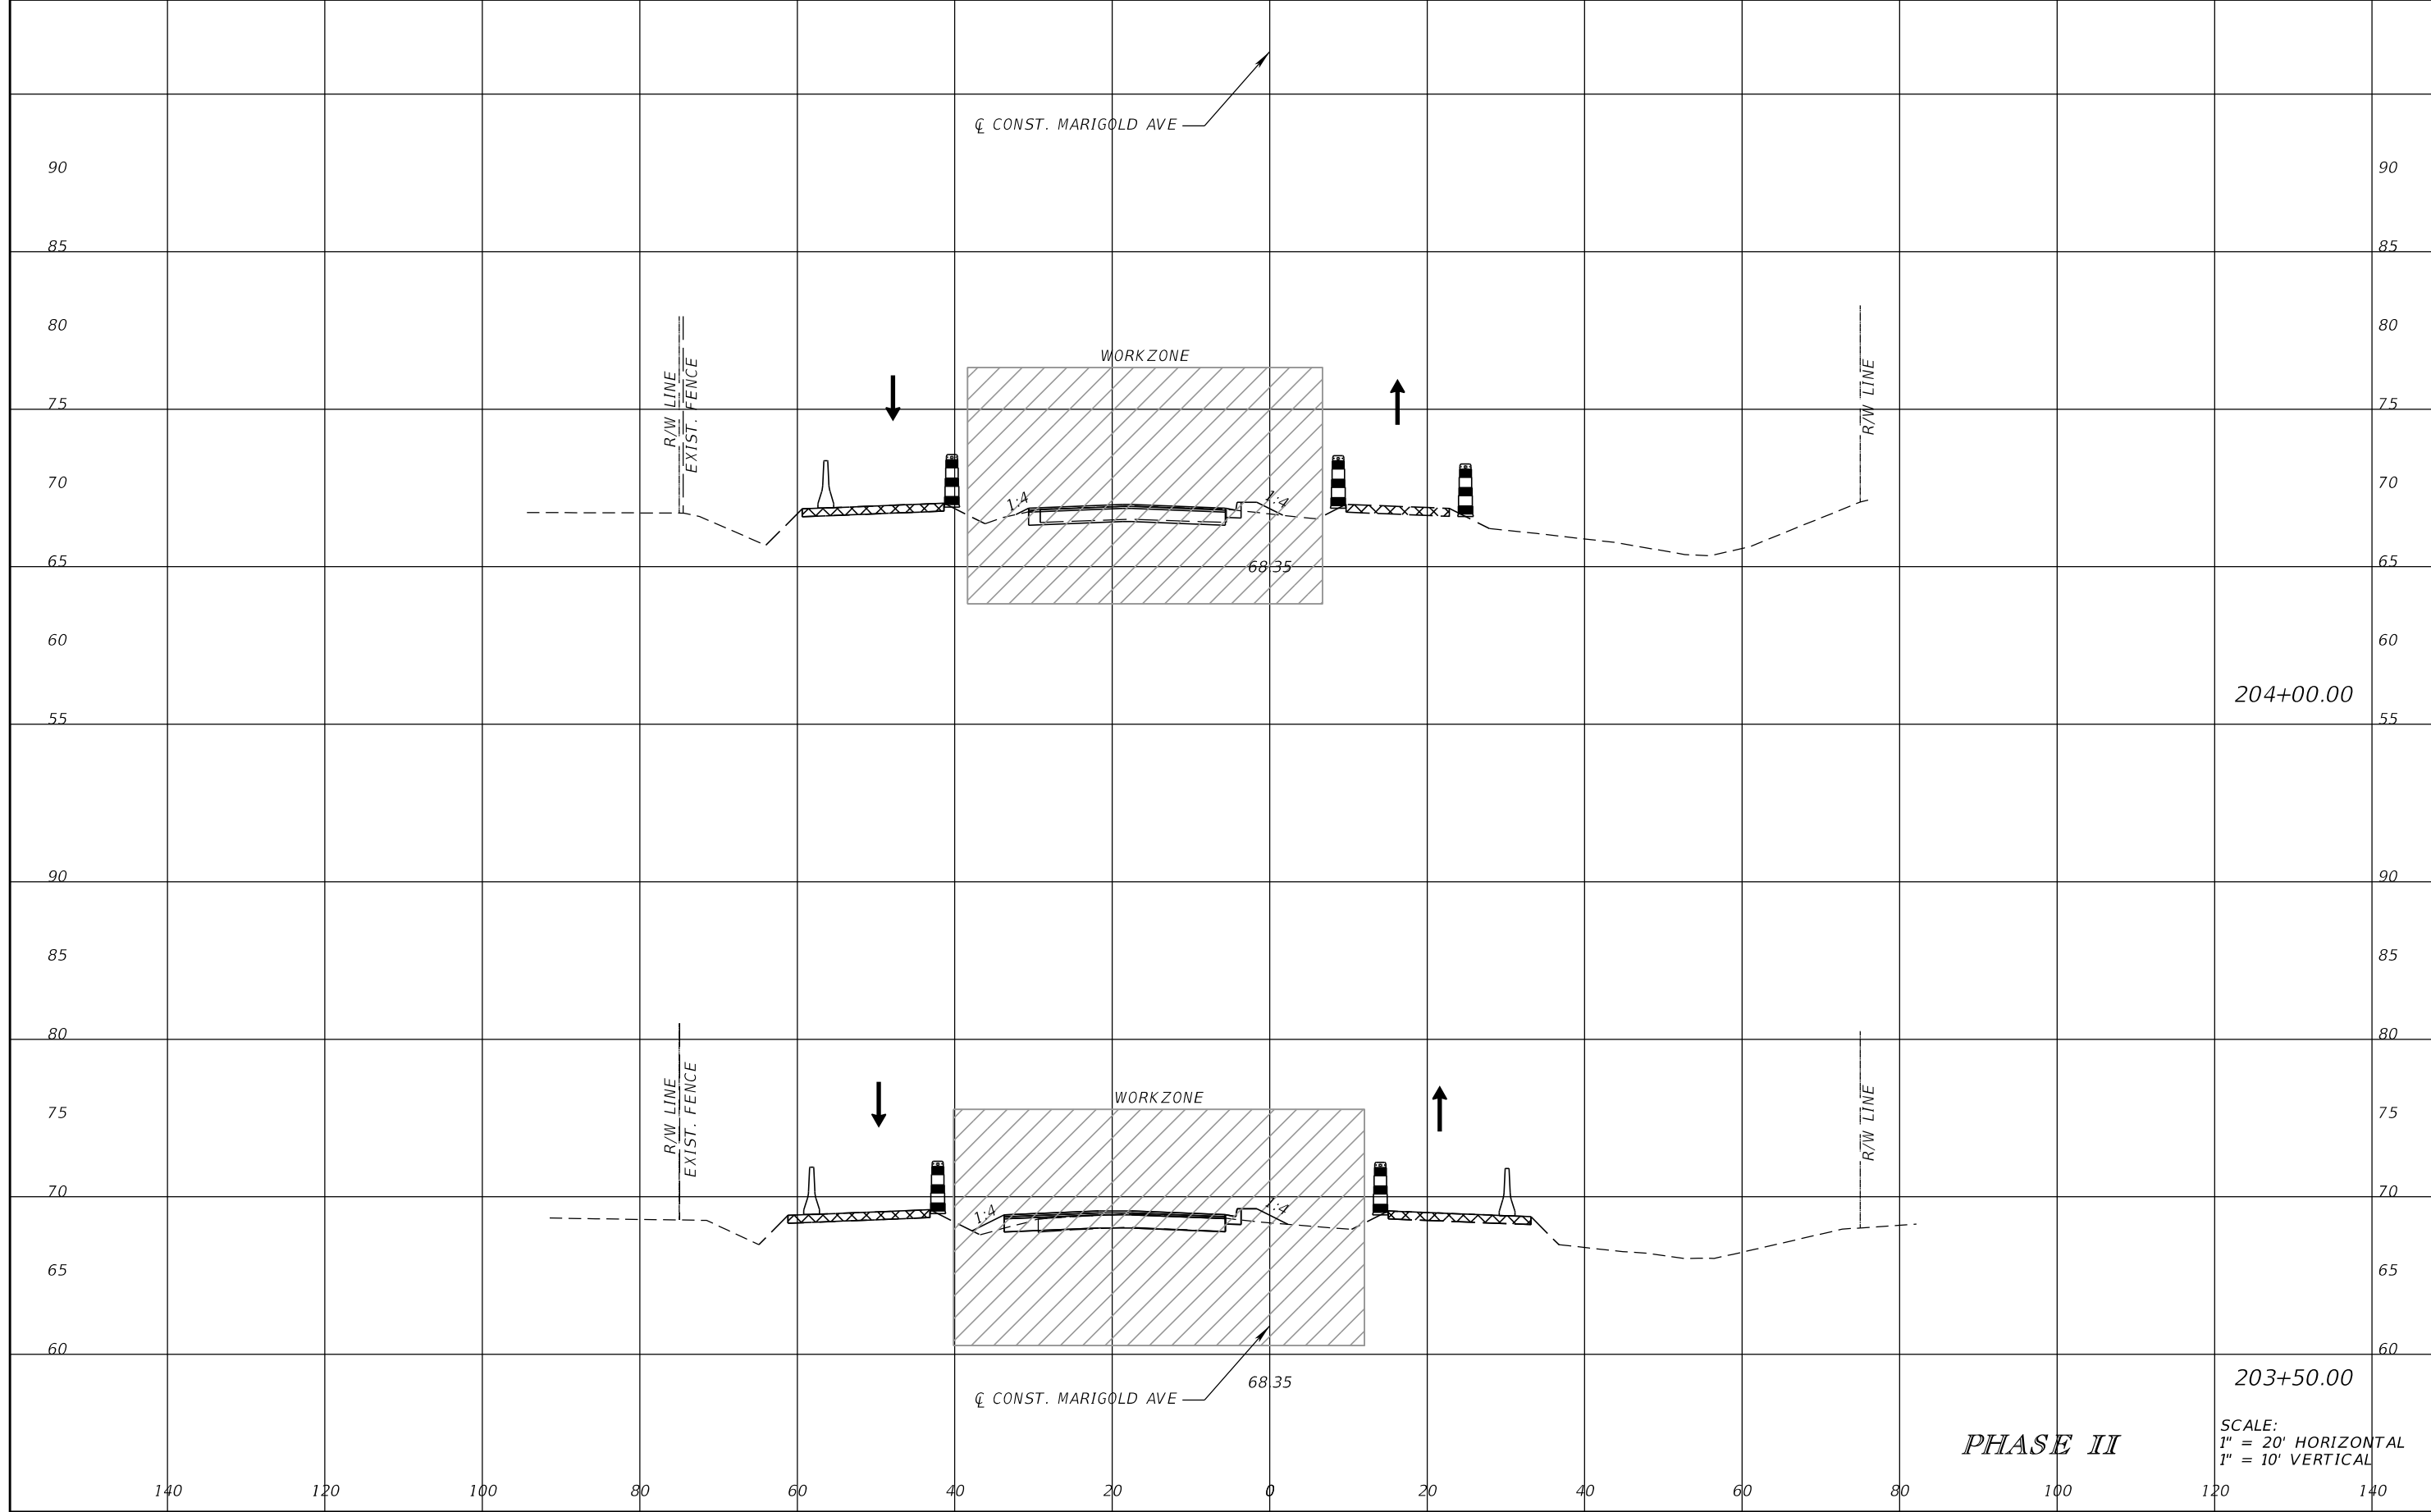 ℄ CONST. MARIGOLD AVE
90 90
85 85
80 80
R/W LINE
EXIST. FENCE
WORKZONE
R/W LINE
75 75
70 70
1:4
1:4
65 68.35 65
60 60
204+00.00
55 55
90 90
85 85
80 80
R/W LINE
EXIST. FENCE
WORKZONE
R/W LINE
75 75
70 70
1:4
1:4
65 65
60 60
203+50.00
68.35
℄ CONST. MARIGOLD AVE
PHASE II
SCALE:
1" = 20' HORIZONTAL
1" = 10' VERTICAL
140 120 100 80 60 40 20 0 20 40 60 80 100 120 140